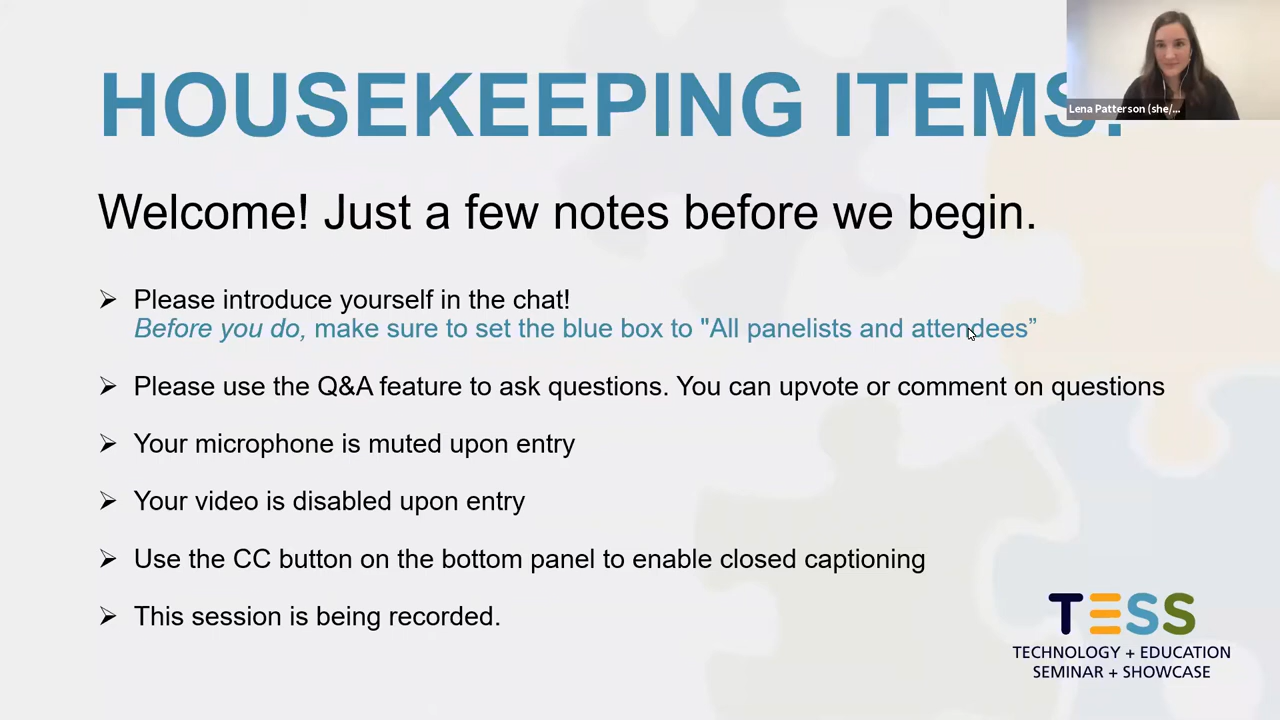 HOUSEKEEPING ITEMS!
Lena Patterson (she/...
Welcome! Just a few notes before we begin.
Please introduce yourself in the chat!
Before you do, make sure to set the blue box to "All panelists and attendees”
Please use the Q&A feature to ask questions. You can upvote or comment on questions
Your microphone is muted upon entry
Your video is disabled upon entry
Use the CC button on the bottom panel to enable closed captioning
This session is being recorded.
TESS
TECHNOLOGY + EDUCATION
SEMINAR + SHOWCASE